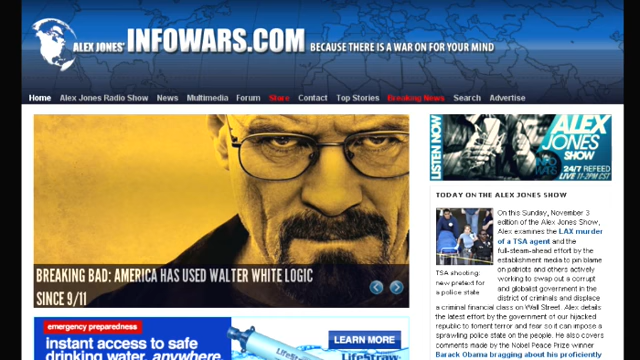 ALEX JONES' INFOWARS.COM BECAUSE THERE IS A WAR ON FOR YOUR MIND
Home Alex Jones Radio Show News Multimedia Forum Store Contact Top Stories Breaking News Search Advertise
BREAKING BAD: AMERICA HAS USED WALTER WHITE LOGIC
SINCE 9/11
emergency preparedness
instant access to safe
drinking water, anywhere
LifeStraw
LEARN MORE
LifeStraw
LISTEN NOW
ALEX
JONES
SHOW
INFO
WARS
24/7 REFEED
LIVE 11-2PM CST
TODAY ON THE ALEX JONES SHOW
TSA shooting:
new pretext for
a police state
On this Sunday, November 3
edition of the Alex Jones Show,
Alex examines the LAX murder
of a TSA agent and the
full-steam-ahead effort by the
establishment media to pin blame
on patriots and others actively
working to swap out a corrupt
and globalist government in the
district of criminals and displace
a criminal financial class on Wall Street. Alex details
the latest effort by the government of our hijacked
republic to foment terror and fear so it can impose a
sprawling police state on the people. He also covers
comments made by the Nobel Peace Prize winner
Barack Obama bragging about his proficiently